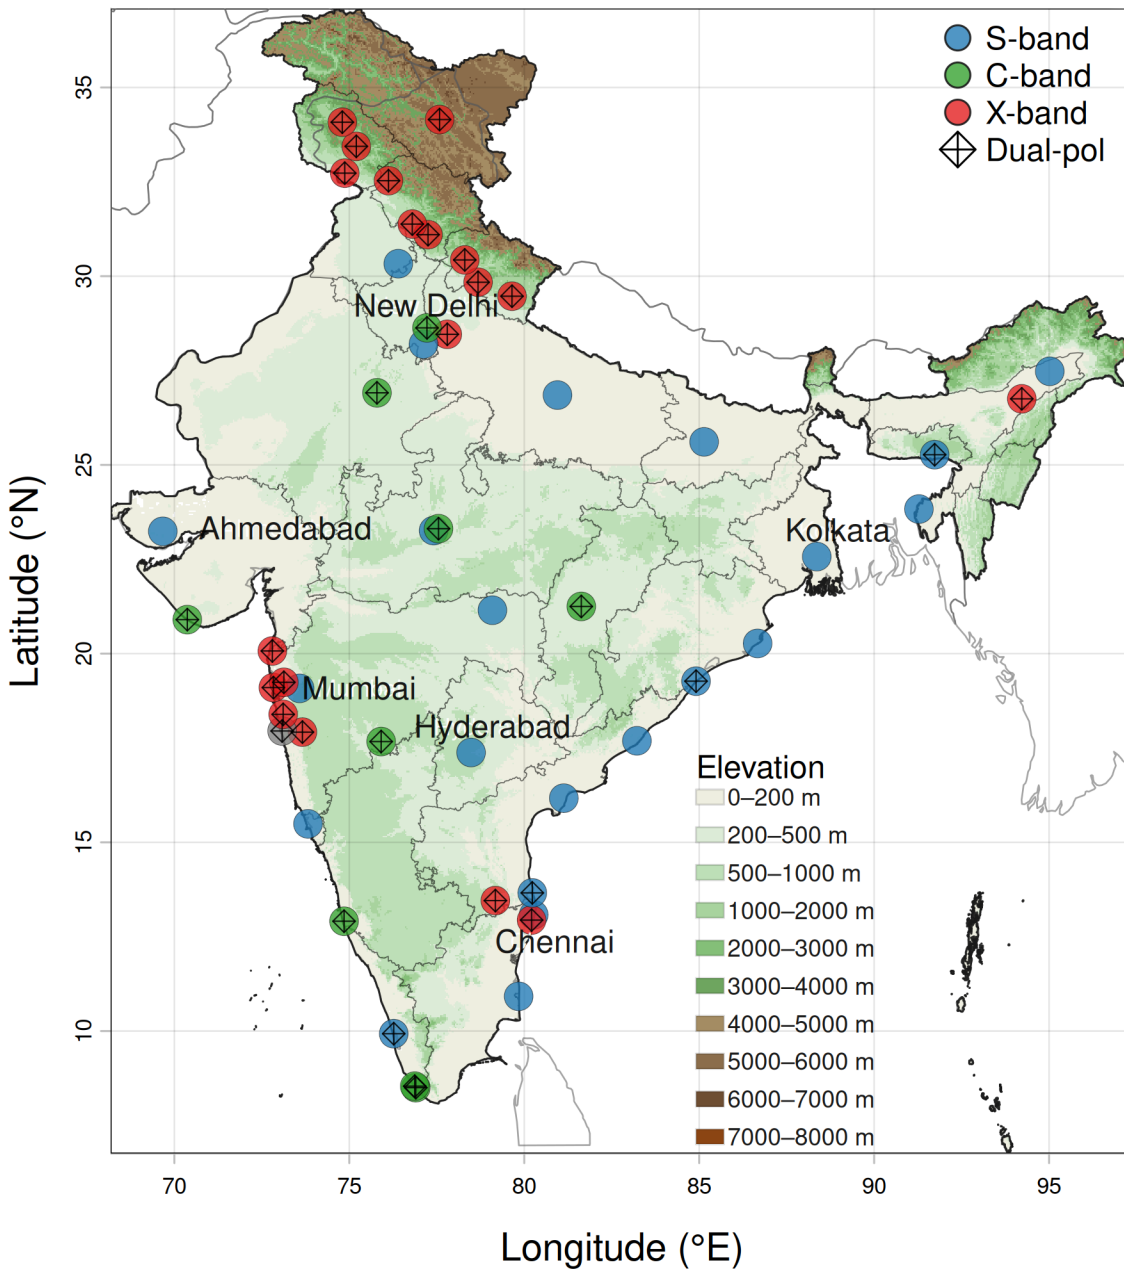 S-band
C-band
X-band
Dual-pol
35
30
25
20
15
10
Latitude (°N)
New Delhi
Ahmedabad
Kolkata
Mumbai
Hyderabad
Chennai
Elevation
0–200 m
200–500 m
500–1000 m
1000–2000 m
2000–3000 m
3000–4000 m
4000–5000 m
5000–6000 m
6000–7000 m
7000–8000 m
70
75
80
85
90
95
Longitude (°E)